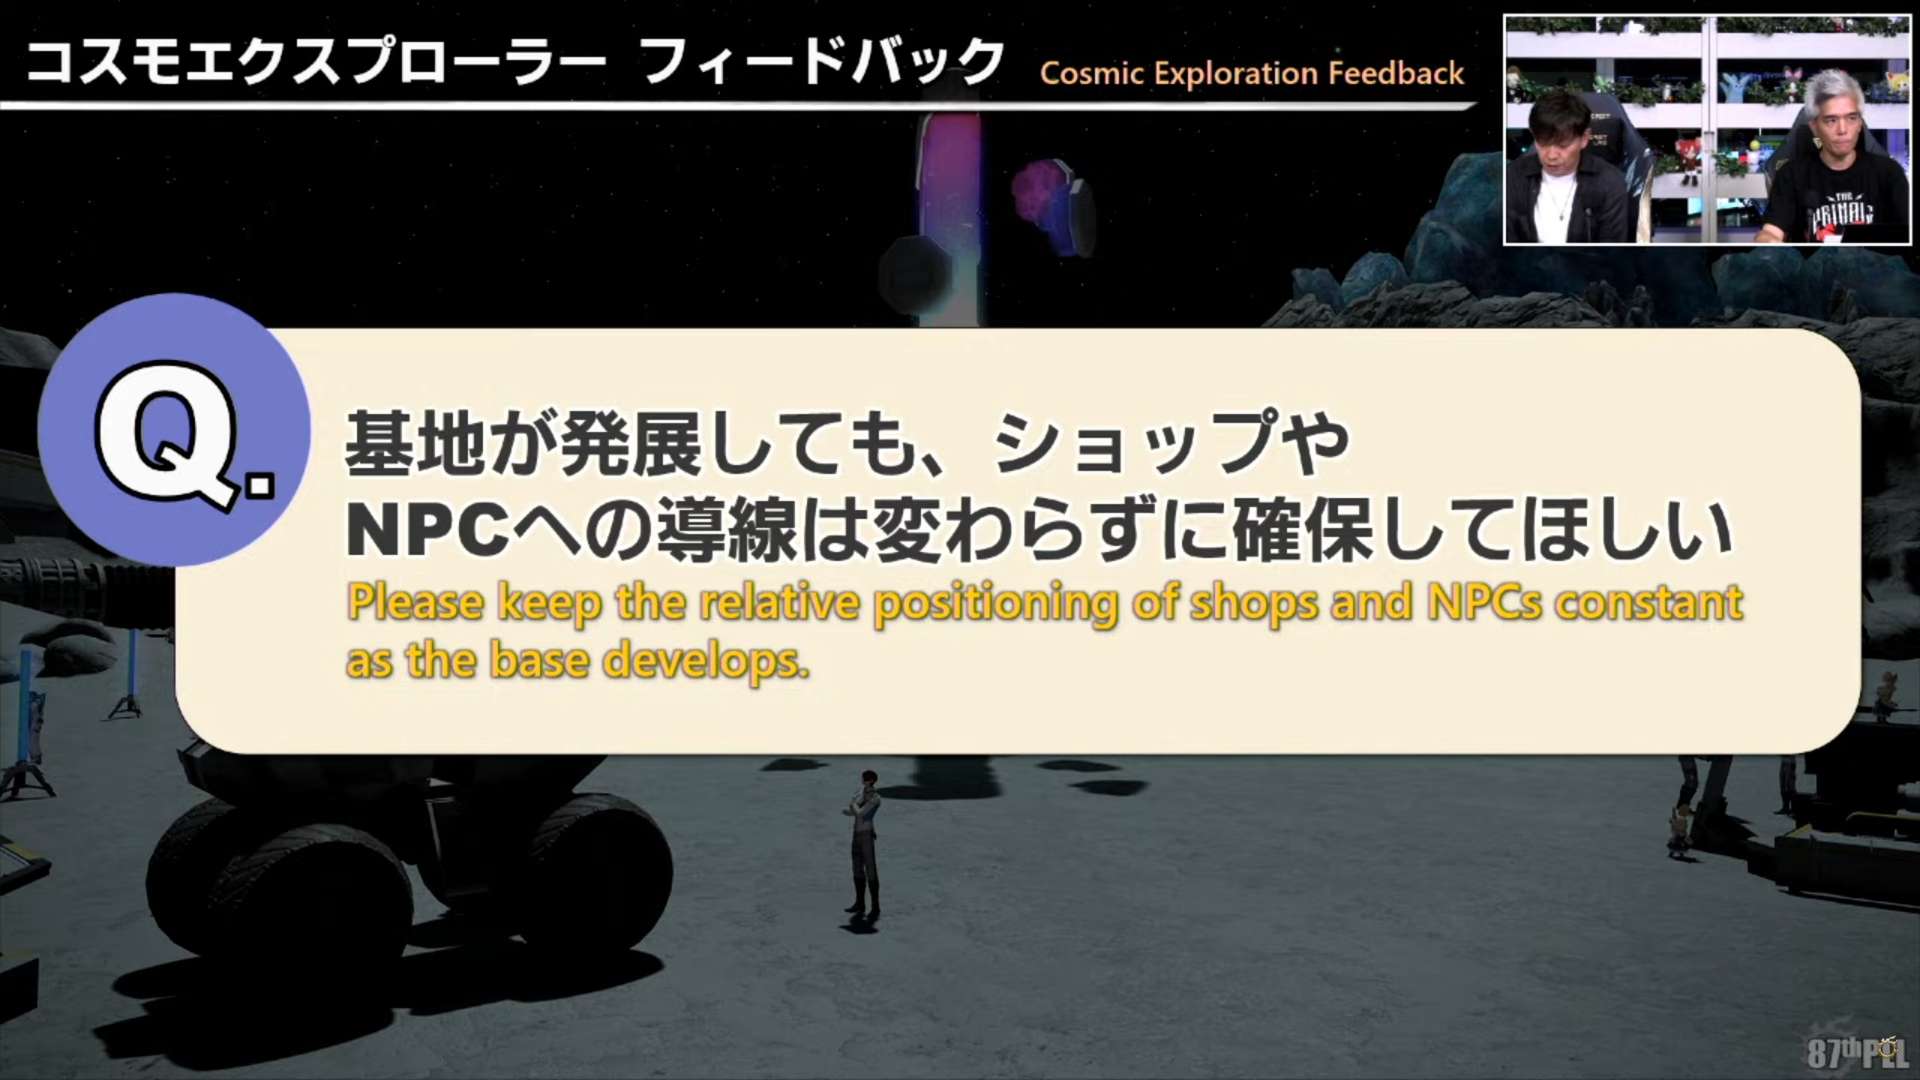 コスモエクスプローラー フィードバック Cosmic Exploration Feedback
THE
PRIMALS
Q.
基地が発展しても、ショップや
NPCへの導線は変わらずに確保してほしい
Please keep the relative positioning of shops and NPCs constant
as the base develops.
87thPLL